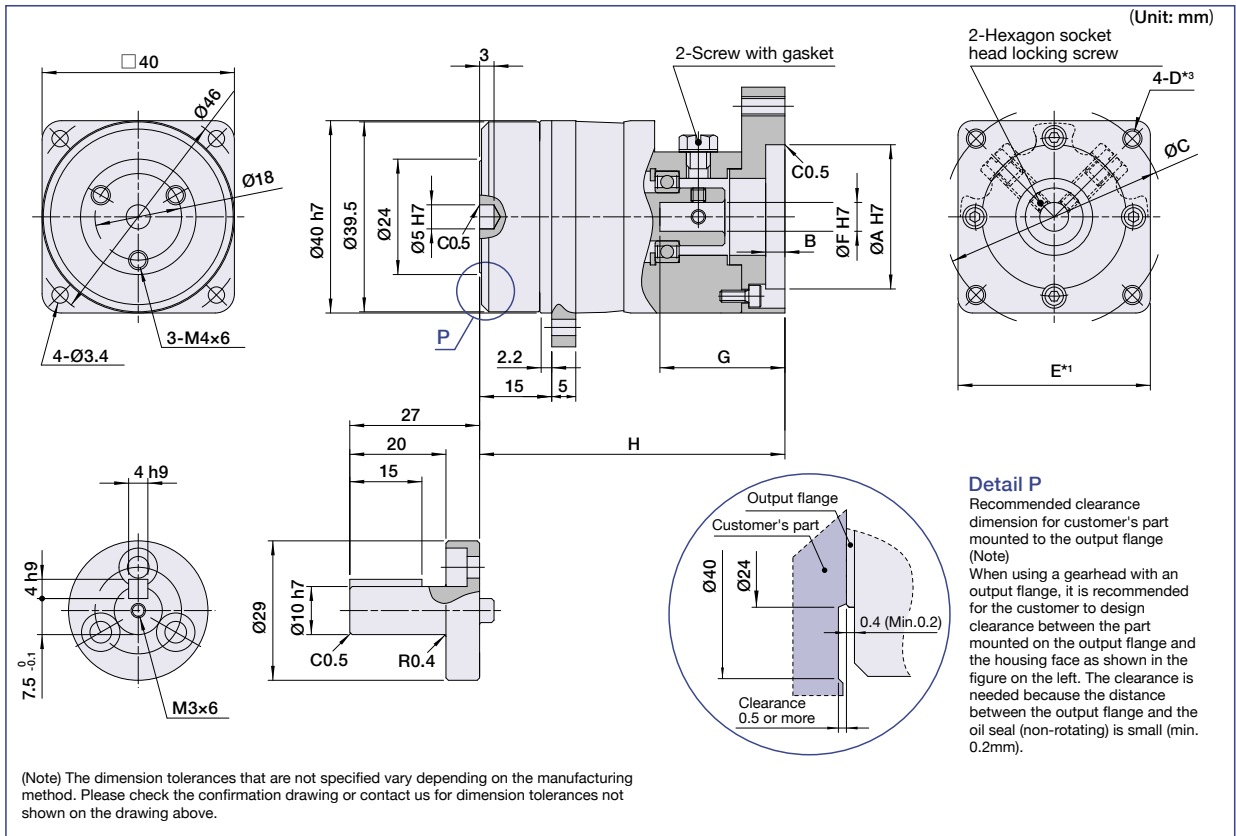 (Unit: mm)
□40
Ø46
Ø18
3-M4×6
4-Ø3.4
3
2-Screw with gasket
Ø40 h7
Ø39.5
Ø24
Ø5 H7
C0.5
P
2.2
15
5
C0.5
B
ØF H7
ØA H7
G
H
2-Hexagon socket
head locking screw
4-D*3
ØC
E*1
4 h9
4 h9
7.5 0 -0.1
M3×6
27
20
15
Ø29
Ø10 h7
C0.5
R0.4
Output flange
Customer's part
Ø40
Ø24
0.4 (Min.0.2)
Clearance
0.5 or more
Detail P
Recommended clearance
dimension for customer's part
mounted to the output flange
(Note)
When using a gearhead with an
output flange, it is recommended
for the customer to design
clearance between the part
mounted on the output flange and
the housing face as shown in the
figure on the left. The clearance is
needed because the distance
between the output flange and the
oil seal (non-rotating) is small (min.
0.2mm).
(Note) The dimension tolerances that are not specified vary depending on the manufacturing
method. Please check the confirmation drawing or contact us for dimension tolerances not
shown on the drawing above.